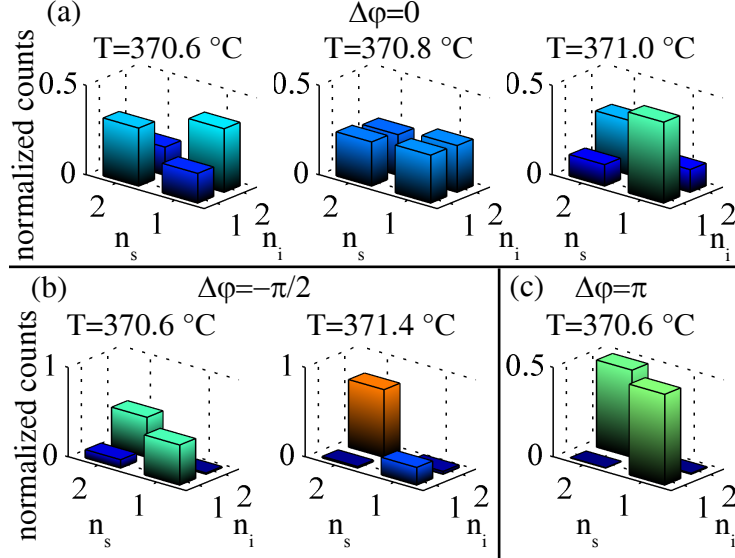 (a) Δφ=0
T=370.6 °C T=370.8 °C T=371.0 °C
normalized counts
0.5 0.5 0.5
0 0 0
2 1 1 2 2 1 1 2 2 1 1 2
n_s n_i n_s n_i n_s n_i
(b) Δφ=−π/2 (c) Δφ=π
T=370.6 °C T=371.4 °C T=370.6 °C
normalized counts
1 1 0.5
0 0 0
2 1 1 2 2 1 1 2 2 1 1 2
n_s n_i n_s n_i n_s n_i